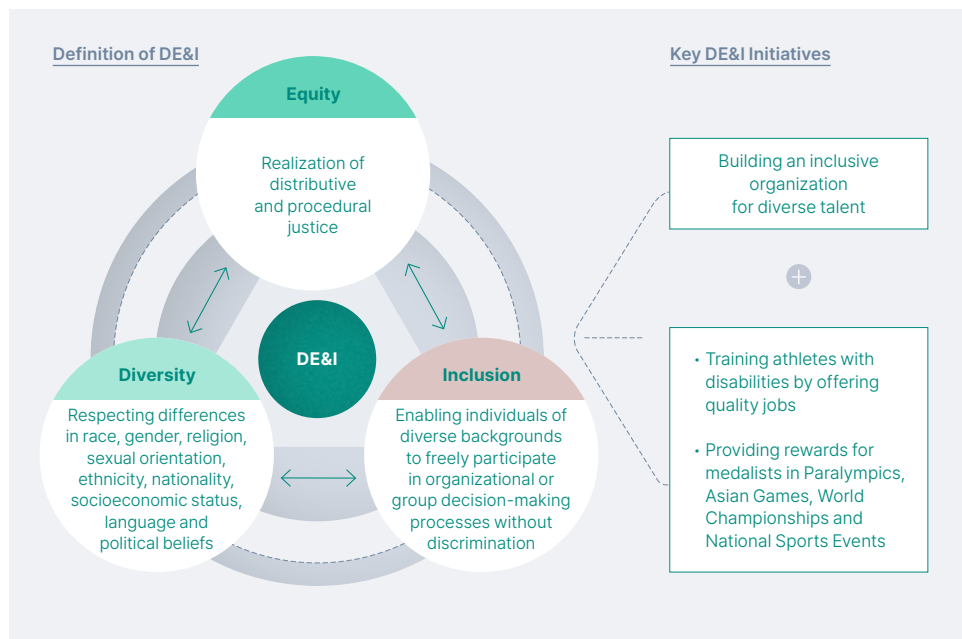 Definition of DE&I
Equity
Realization of
distributive
and procedural
justice
DE&I
Diversity
Respecting differences
in race, gender, religion,
sexual orientation,
ethnicity, nationality,
socioeconomic status,
language and
political beliefs
Inclusion
Enabling individuals of
diverse backgrounds
to freely participate
in organizational or
group decision-making
processes without
discrimination
Key DE&I Initiatives
Building an inclusive
organization
for diverse talent
+
• Training athletes with
disabilities by offering
quality jobs
• Providing rewards for
medalists in Paralympics,
Asian Games, World
Championships and
National Sports Events